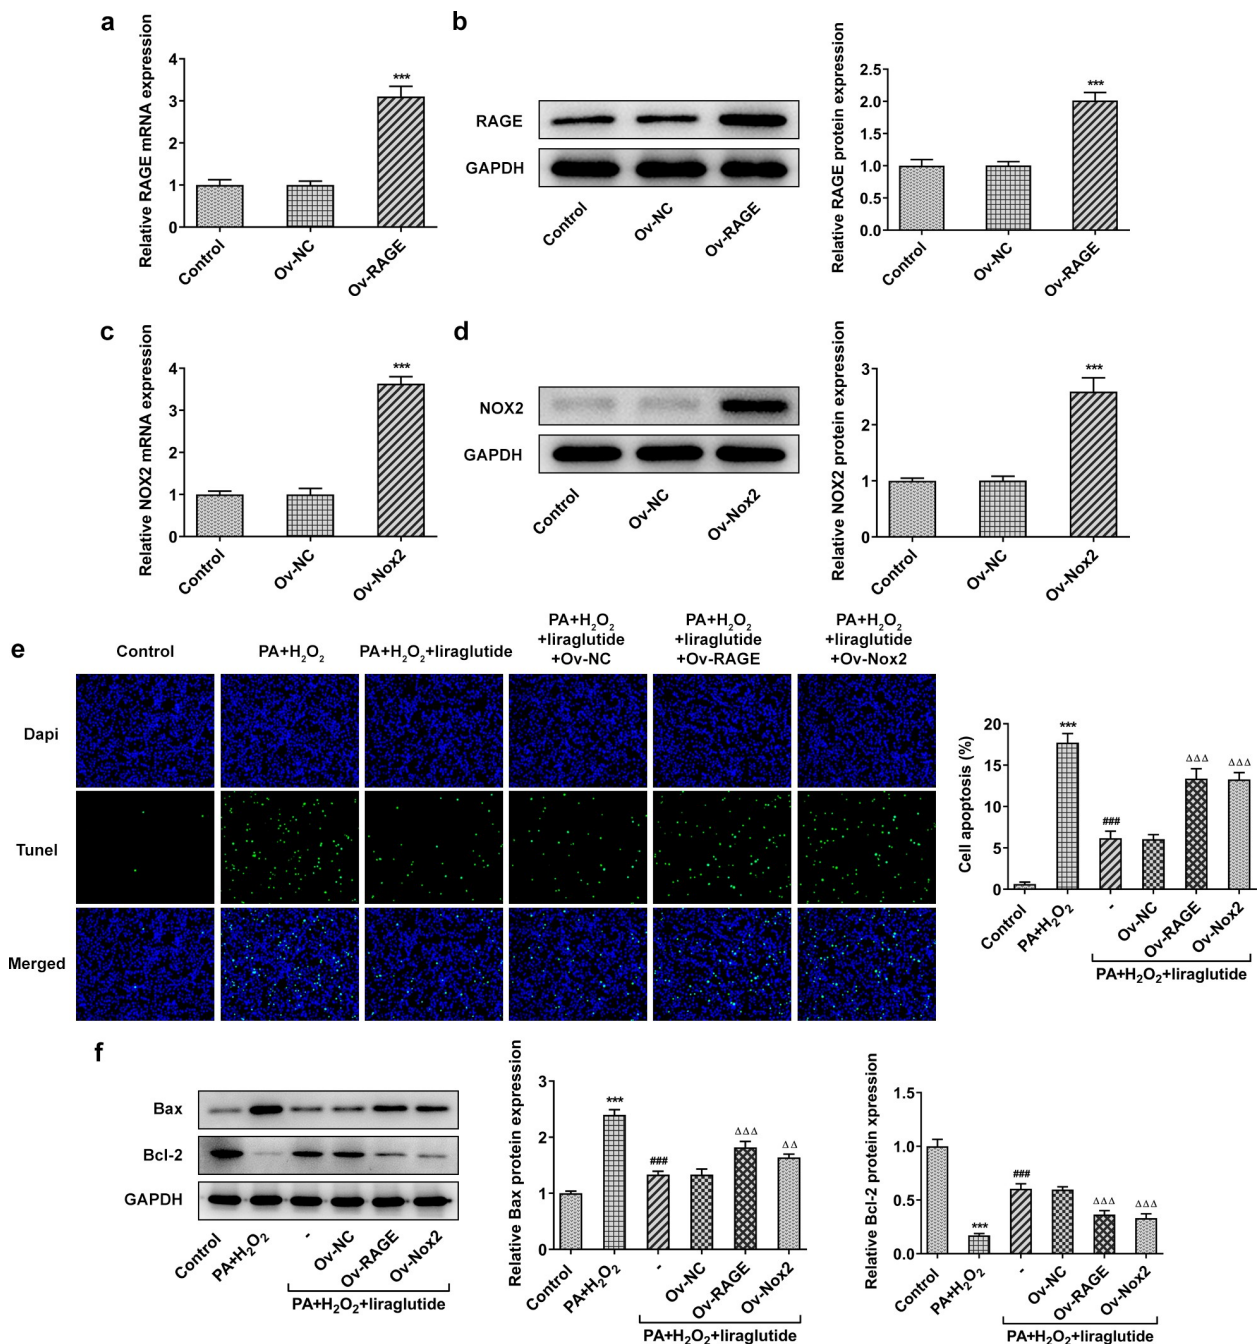 a
Relative RAGE mRNA expression
4
3
2
1
0
***
Control
Ov-NC
Ov-RAGE
b
RAGE
GAPDH
Control
Ov-NC
Ov-RAGE
Relative RAGE protein expression
2.5
2.0
1.5
1.0
0.5
0.0
***
Control
Ov-NC
Ov-RAGE
c
Relative NOX2 mRNA expression
4
3
2
1
0
***
Control
Ov-NC
Ov-Nox2
d
NOX2
GAPDH
Control
Ov-NC
Ov-Nox2
Relative NOX2 protein expression
3
2
1
0
***
Control
Ov-NC
Ov-Nox2
e
Control
PA+H₂O₂
PA+H₂O₂+liraglutide
PA+H₂O₂
+liraglutide
+Ov-NC
PA+H₂O₂
+liraglutide
+Ov-RAGE
PA+H₂O₂
+liraglutide
+Ov-Nox2
Dapi
Tunel
Merged
Cell apoptosis (%)
20
15
10
5
0
***
###
ΔΔΔ
ΔΔΔ
Control
PA+H₂O₂
-
Ov-NC
Ov-RAGE
Ov-Nox2
PA+H₂O₂+liraglutide
f
Bax
Bcl-2
GAPDH
Control
PA+H₂O₂
-
Ov-NC
Ov-RAGE
Ov-Nox2
PA+H₂O₂+liraglutide
Relative Bax protein expression
3
2
1
0
***
###
ΔΔΔ
ΔΔ
Control
PA+H₂O₂
-
Ov-NC
Ov-RAGE
Ov-Nox2
PA+H₂O₂+liraglutide
Relative Bcl-2 protein xpression
1.5
1.0
0.5
0.0
***
###
ΔΔΔ
ΔΔΔ
Control
PA+H₂O₂
-
Ov-NC
Ov-RAGE
Ov-Nox2
PA+H₂O₂+liraglutide